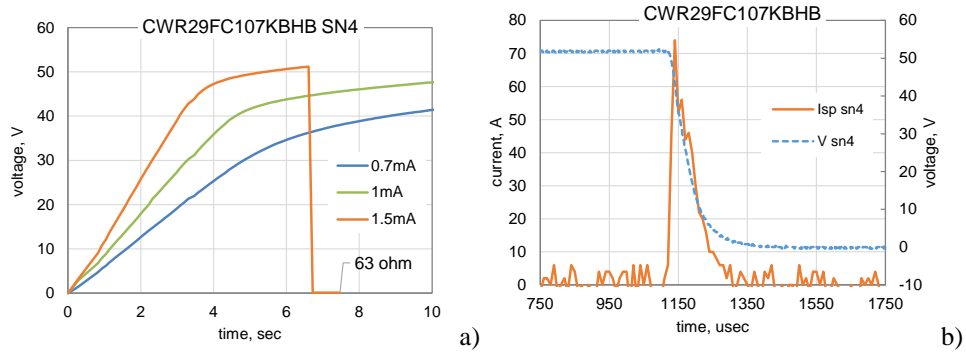 CWR29FC107KBHB SN4
60
50
40
30
20
10
0
voltage, V
0.7mA
1mA
1.5mA
63 ohm
0 2 4 6 8 10
time, sec
a)
CWR29FC107KBHB
80
70
60
50
40
30
20
10
0
current, A
Isp sn4
V sn4
60
50
40
30
20
10
0
-10
voltage, V
750 950 1150 1350 1550 1750
time, usec
b)